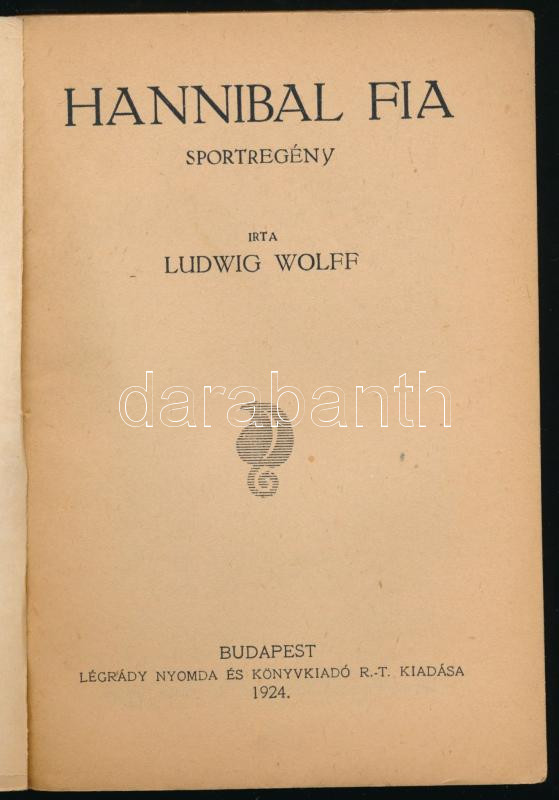 HANNIBAL FIA
SPORTREGÉNY
IRTA
LUDWIG WOLFF
darabanth
BUDAPEST
LÉGRÁDY NYOMDA ÉS KÖNYVKIADÓ R.-T. KIADÁSA
1924.